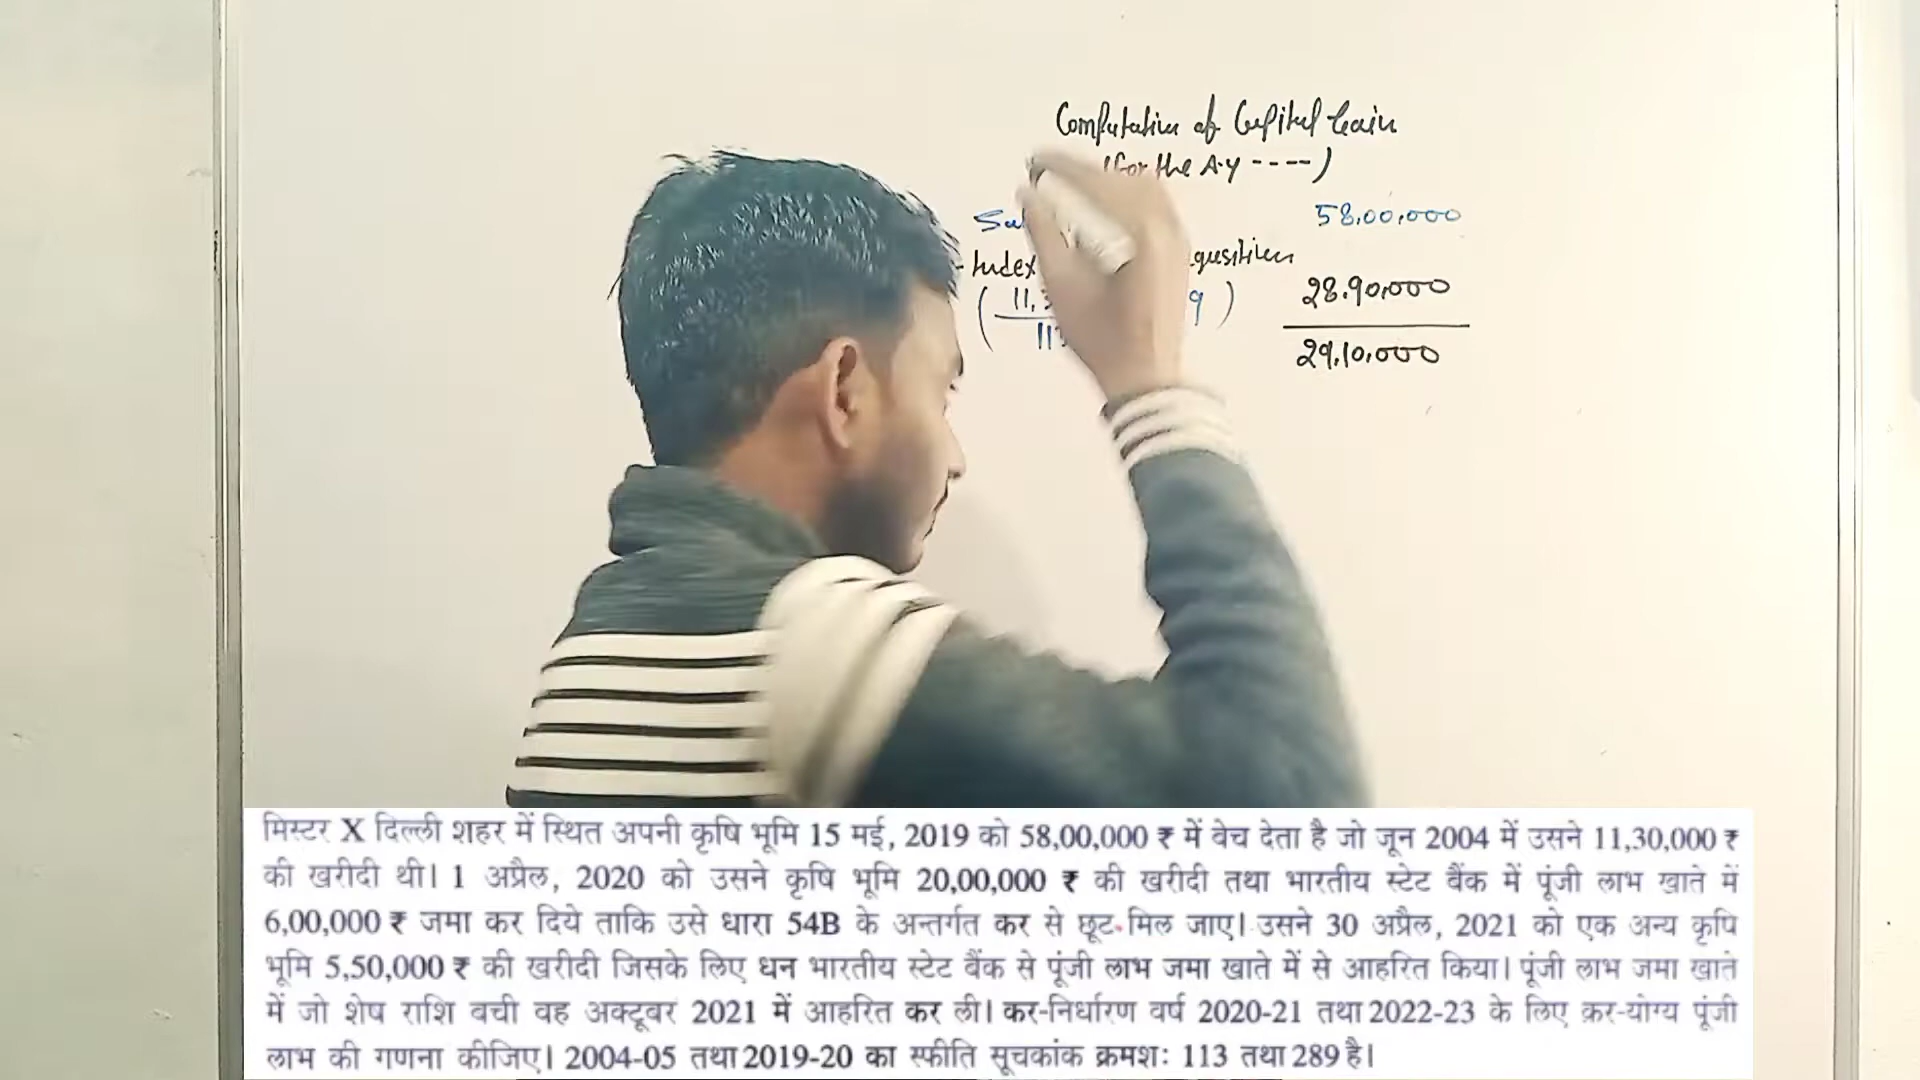 Computation of Capital Gain
(for the A.Y ----)
58,00,000
Index
28,90,000
29,10,000
मिस्टर X दिल्ली शहर में स्थित अपनी कृषि भूमि 15 मई, 2019 को 58,00,000 ₹ में बेच देता है जो जून 2004 में उसने 11,30,000 ₹
की खरीदी थी। 1 अप्रैल, 2020 को उसने कृषि भूमि 20,00,000 ₹ की खरीदी तथा भारतीय स्टेट बैंक में पूंजी लाभ खाते में
6,00,000 ₹ जमा कर दिये ताकि उसे धारा 54B के अन्तर्गत कर से छूट मिल जाए। उसने 30 अप्रैल, 2021 को एक अन्य कृषि
भूमि 5,50,000 ₹ की खरीदी जिसके लिए धन भारतीय स्टेट बैंक से पूंजी लाभ जमा खाते में से आहरित किया। पूंजी लाभ जमा खाते
में जो शेष राशि बची वह अक्टूबर 2021 में आहरित कर ली। कर-निर्धारण वर्ष 2020-21 तथा 2022-23 के लिए कर-योग्य पूंजी
लाभ की गणना कीजिए। 2004-05 तथा 2019-20 का स्फीति सूचकांक क्रमशः 113 तथा 289 है।